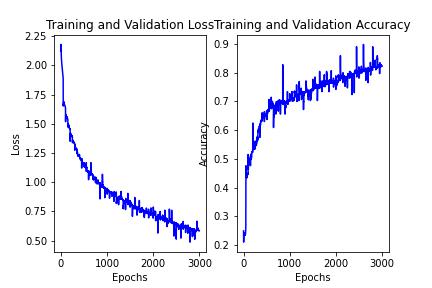 Training and Validation Loss
2.25
2.00
1.75
1.50
1.25
1.00
0.75
0.50
Loss
0 1000 2000 3000
Epochs
Training and Validation Accuracy
0.9
0.8
0.7
0.6
0.5
0.4
0.3
0.2
Accuracy
0 1000 2000 3000
Epochs